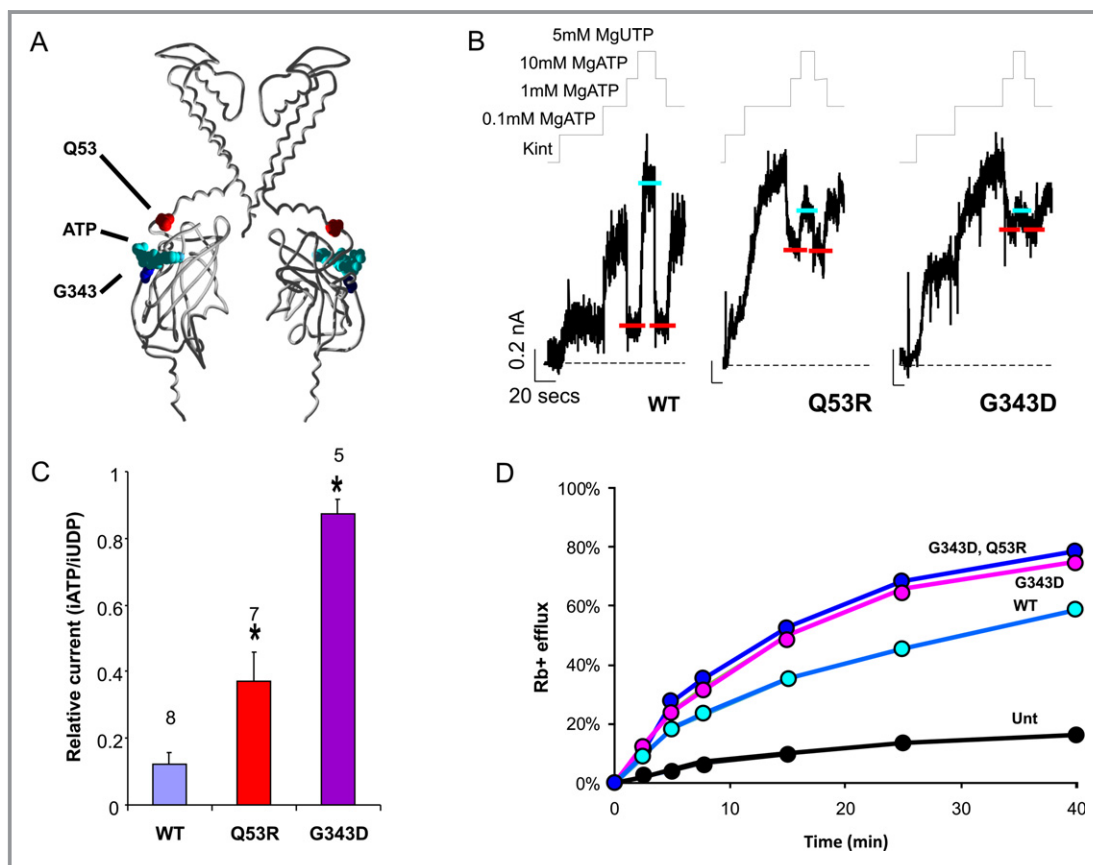 A
Q53
ATP
G343
B
5mM MgUTP
10mM MgATP
1mM MgATP
0.1mM MgATP
Kint
0.2 nA
20 secs
WT
Q53R
G343D
C
Relative current (iATP/iUDP)
1
0.8
0.6
0.4
0.2
0
8
7
*
5
*
WT
Q53R
G343D
D
Rb+ efflux
100%
80%
60%
40%
20%
0%
G343D, Q53R
G343D
WT
Unt
0
10
20
30
40
Time (min)